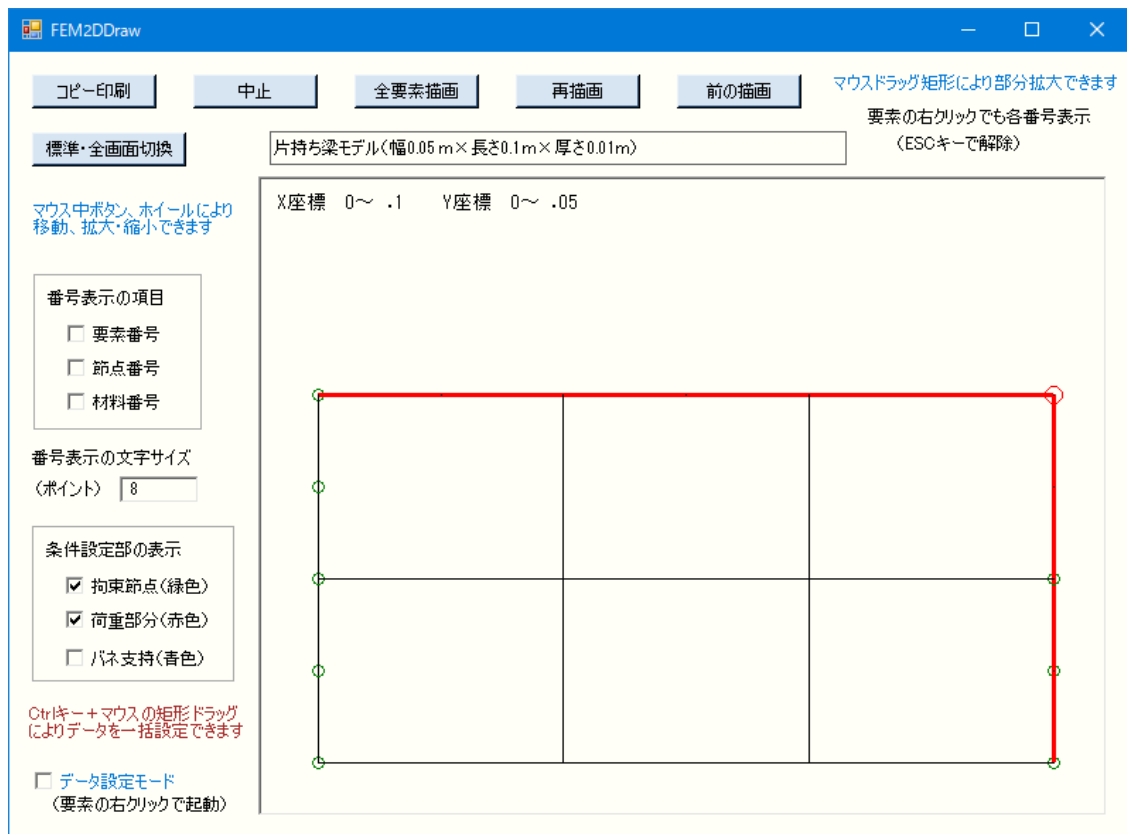 FEM2DDraw
コピー印刷
中止
全要素描画
再描画
前の描画
マウスドラッグ矩形により部分拡大できます
要素の右クリックでも各番号表示
(ESCキーで解除)
標準・全画面切換
片持ち梁モデル(幅0.05 m×長さ0.1m×厚さ0.01m)
マウス中ボタン、ホイールにより
移動、拡大・縮小できます
X座標 0~ .1 Y座標 0~ .05
番号表示の項目
要素番号
節点番号
材料番号
番号表示の文字サイズ
(ポイント) 8
条件設定部の表示
拘束節点(緑色)
荷重部分(赤色)
バネ支持(青色)
Ctrlキー+マウスの矩形ドラッグ
によりデータを一括設定できます
データ設定モード
(要素の右クリックで起動)